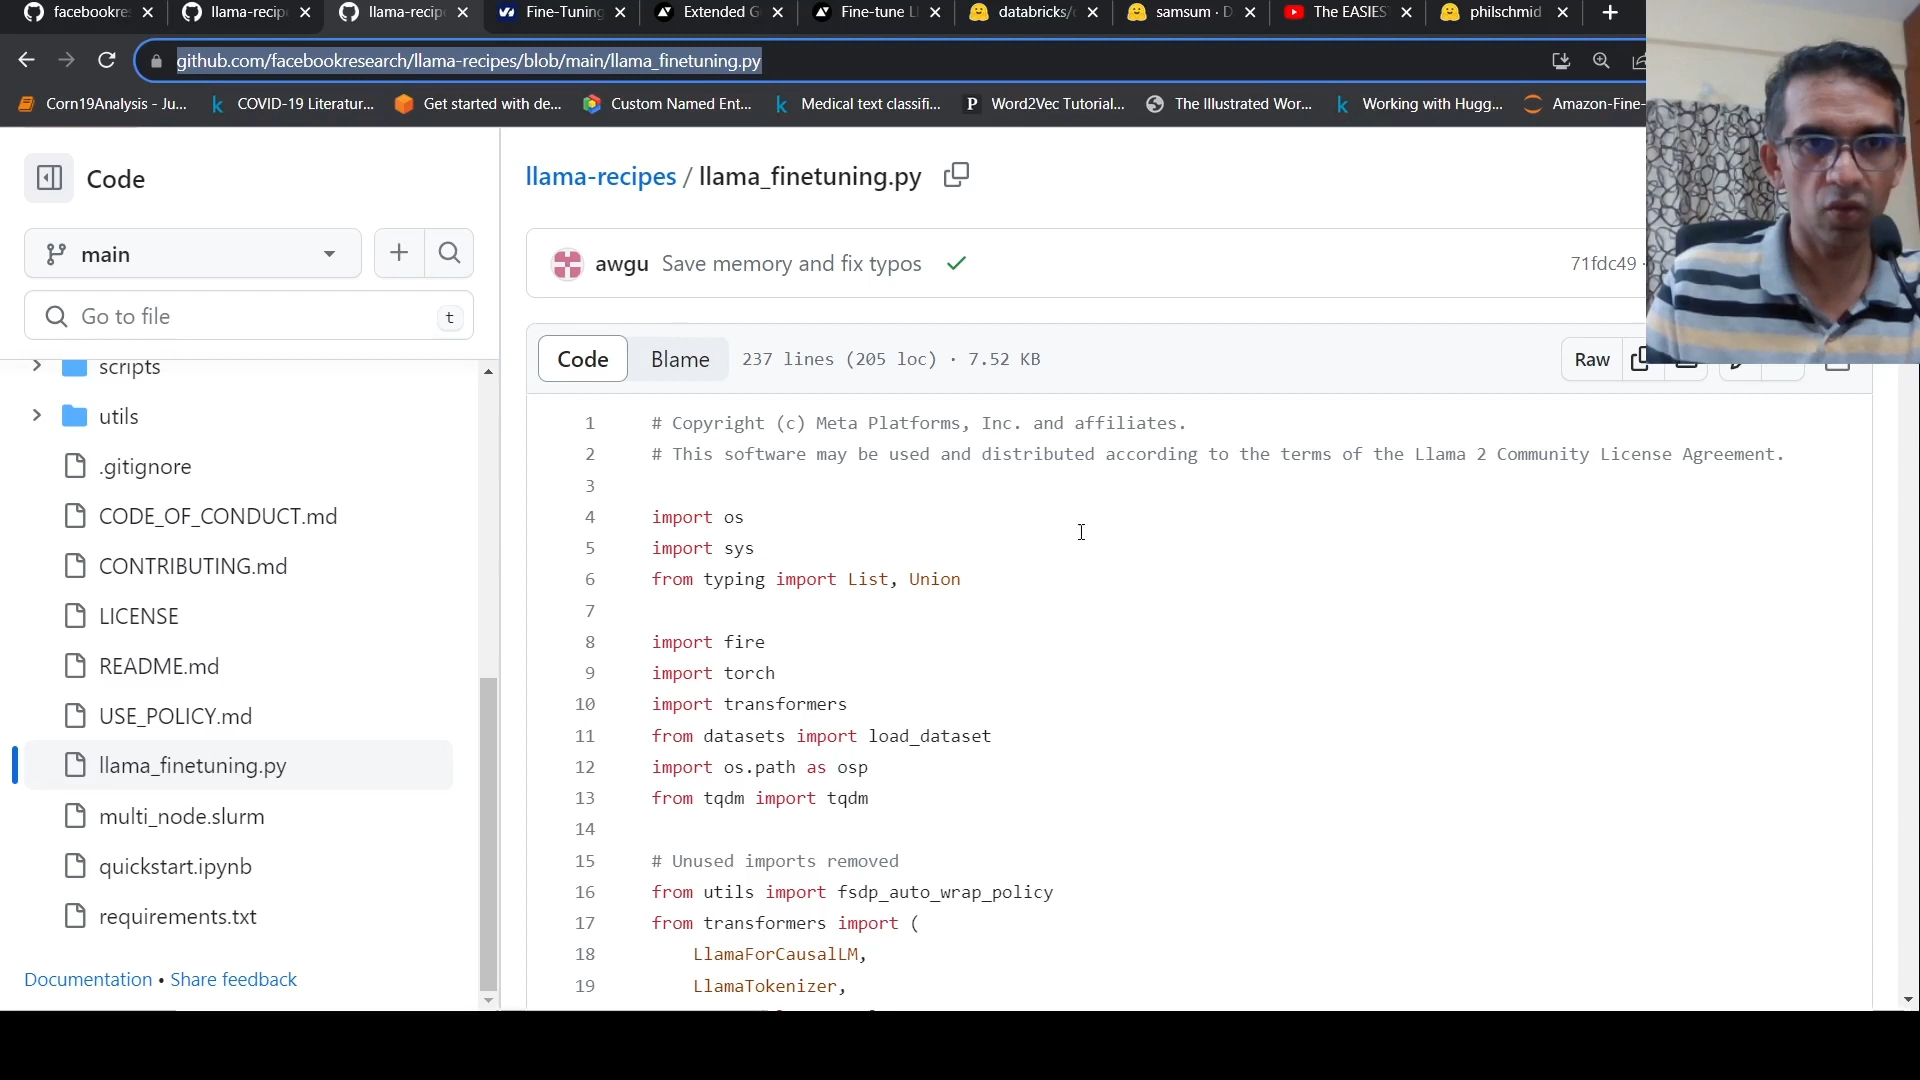 facebookre
llama-recip
llama-recip
Fine-Tuning
Extended G
Fine-tune L
databricks/
samsum · D
The EASIES
philschmid
github.com/facebookresearch/llama-recipes/blob/main/llama_finetuning.py
Corn19Analysis - Ju...
COVID-19 Literatur...
Get started with de...
Custom Named Ent...
Medical text classifi...
Word2Vec Tutorial...
The Illustrated Wor...
Working with Hugg...
Amazon-Fine-
Code
main
Go to file
t
scripts
utils
.gitignore
CODE_OF_CONDUCT.md
CONTRIBUTING.md
LICENSE
README.md
USE_POLICY.md
llama_finetuning.py
multi_node.slurm
quickstart.ipynb
requirements.txt
Documentation • Share feedback
llama-recipes / llama_finetuning.py
awgu Save memory and fix typos
71fdc49 ·
Code Blame 237 lines (205 loc) · 7.52 KB
Raw
1 # Copyright (c) Meta Platforms, Inc. and affiliates.
2 # This software may be used and distributed according to the terms of the Llama 2 Community License Agreement.
3
4 import os
5 import sys
6 from typing import List, Union
7
8 import fire
9 import torch
10 import transformers
11 from datasets import load_dataset
12 import os.path as osp
13 from tqdm import tqdm
14
15 # Unused imports removed
16 from utils import fsdp_auto_wrap_policy
17 from transformers import (
18 LlamaForCausalLM,
19 LlamaTokenizer,